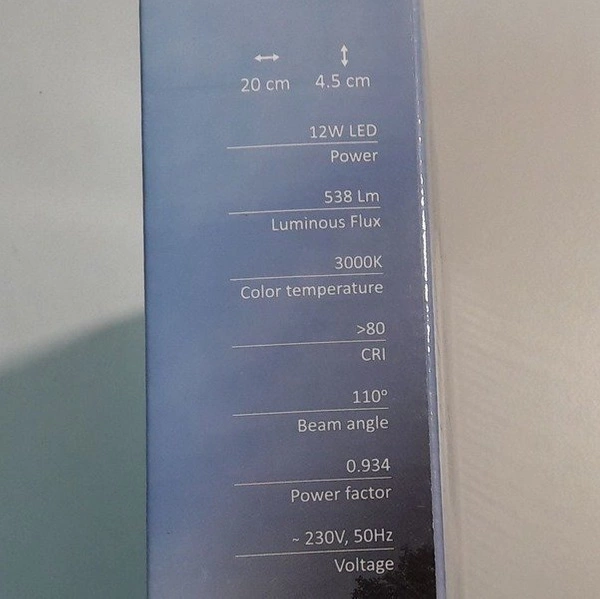 20 cm 4.5 cm
12W LED
Power
538 Lm
Luminous Flux
3000K
Color temperature
>80
CRI
110°
Beam angle
0.934
Power factor
~ 230V, 50Hz
Voltage